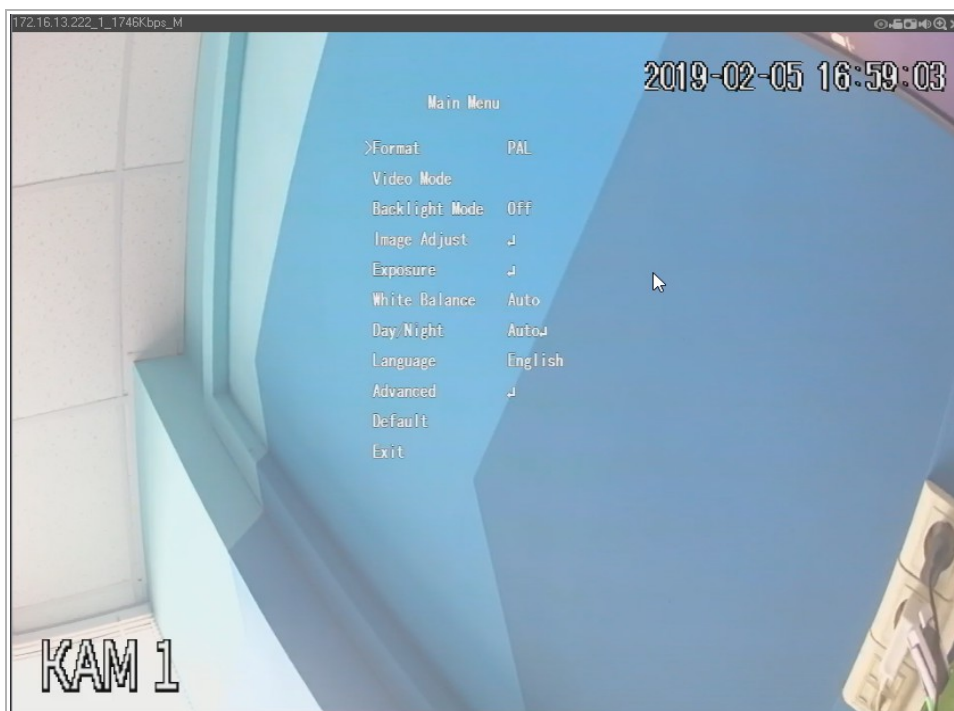 172.16.13.222_1_1746Kbps_M
2019-02-05 16:59:03
Main Menu
>Format PAL
Video Mode
Backlight Mode Off
Image Adjust ↲
Exposure ↲
White Balance Auto
Day/Night Auto↲
Language English
Advanced ↲
Default
Exit
KAM 1